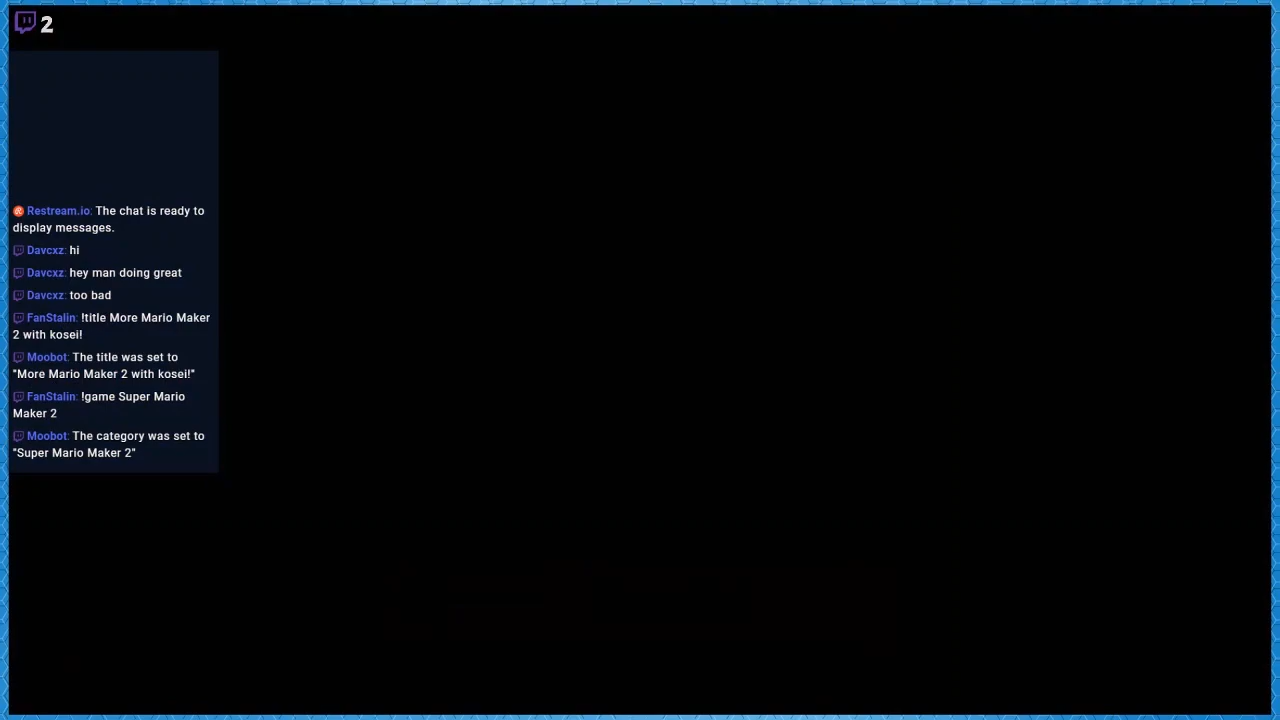 2
Restream.io: The chat is ready to
display messages.
Davcxz: hi
Davcxz: hey man doing great
Davcxz: too bad
FanStalin: !title More Mario Maker
2 with kosei!
Moobot: The title was set to
"More Mario Maker 2 with kosei!"
FanStalin: !game Super Mario
Maker 2
Moobot: The category was set to
"Super Mario Maker 2"